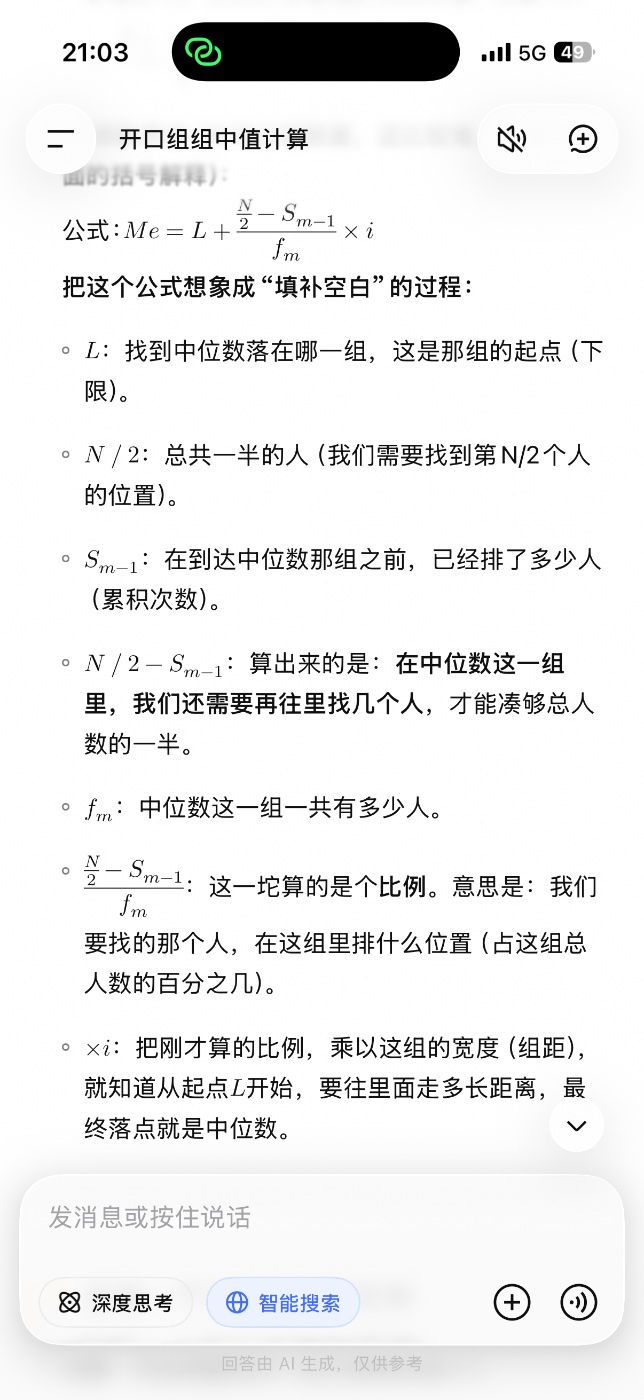 21:03
5G 49
开口组组中值计算
面的括号解释）：
公式：Me = L + \frac{\frac{N}{2} - S_{m-1}}{f_m} × i
把这个公式想象成“填补空白”的过程：
L：找到中位数落在哪一组，这是那组的起点（下
限）。
N / 2：总共一半的人（我们需要找到第N/2个人
的位置）。
S_{m-1}：在到达中位数那组之前，已经排了多少人
（累积次数）。
N / 2 - S_{m-1}：算出来的是：在中位数这一组
里，我们还需要再往里找几个人，才能凑够总人
数的一半。
f_m：中位数这一组一共有多少人。
\frac{\frac{N}{2} - S_{m-1}}{f_m}：这一坨算的是个比例。意思是：我们
要找的那个人，在这组里排什么位置（占这组总
人数的百分之几）。
×i：把刚才算的比例，乘以这组的宽度（组距），
就知道从起点L开始，要往里面走多长距离，最
终落点就是中位数。
发消息或按住说话
深度思考
智能搜索
回答由 AI 生成，仅供参考